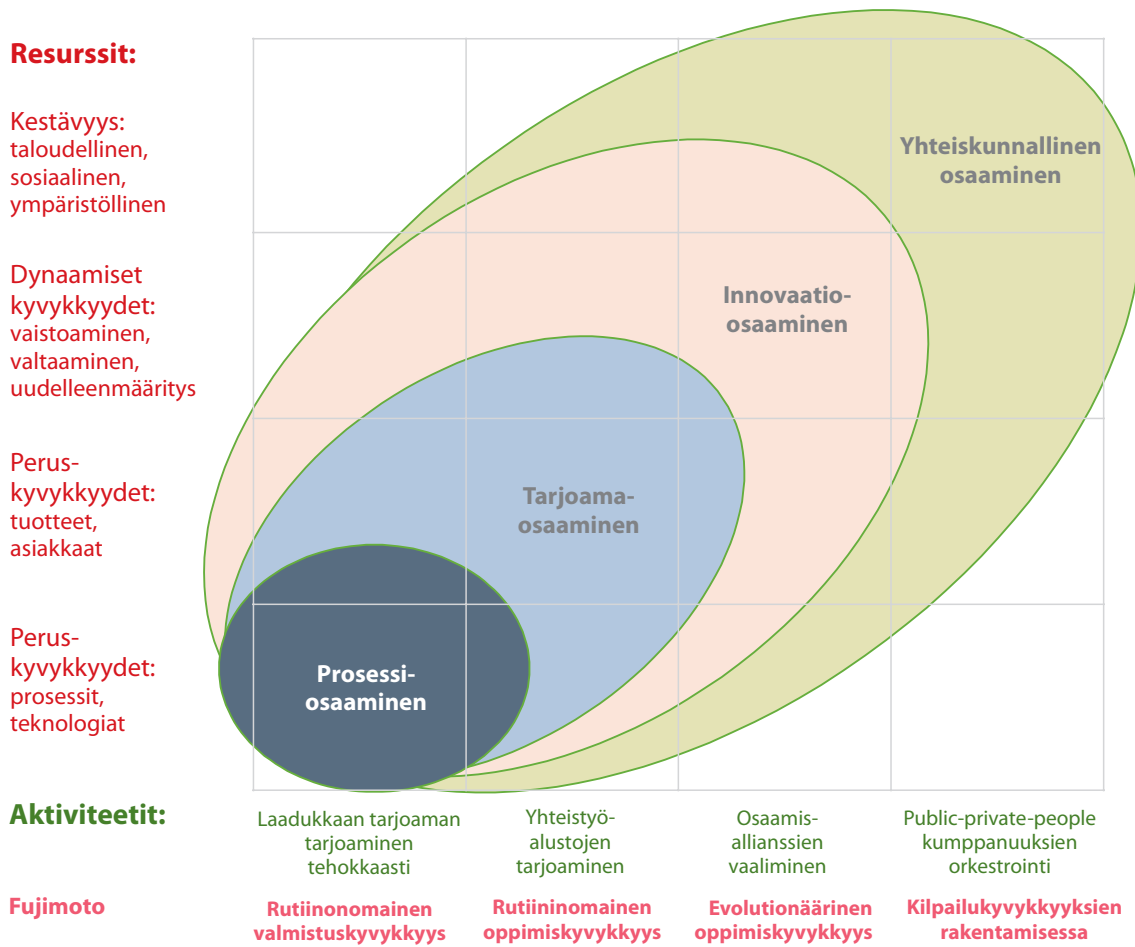 Resurssit:
Kestävyys:
taloudellinen,
sosiaalinen,
ympäristöllinen
Yhteiskunnallinen
osaaminen
Dynaamiset
kyvykkyydet:
vaistoaminen,
valtaaminen,
uudelleenmääritys
Innovaatio-
osaaminen
Perus-
kyvykkyydet:
tuotteet,
asiakkaat
Tarjoama-
osaaminen
Perus-
kyvykkyydet:
prosessit,
teknologiat
Prosessi-
osaaminen
Aktiviteetit:
Laadukkaan tarjoaman
tarjoaminen
tehokkaasti
Yhteistyö-
alustojen
tarjoaminen
Osaamis-
allianssien
vaaliminen
Public-private-people
kumppanuuksien
orkestrointi
Fujimoto
Rutiinonomainen
valmistuskyvykkyys
Rutiininomainen
oppimiskyvykkyys
Evolutionäärinen
oppimiskyvykkyys
Kilpailukyvykkyyksien
rakentamisessa